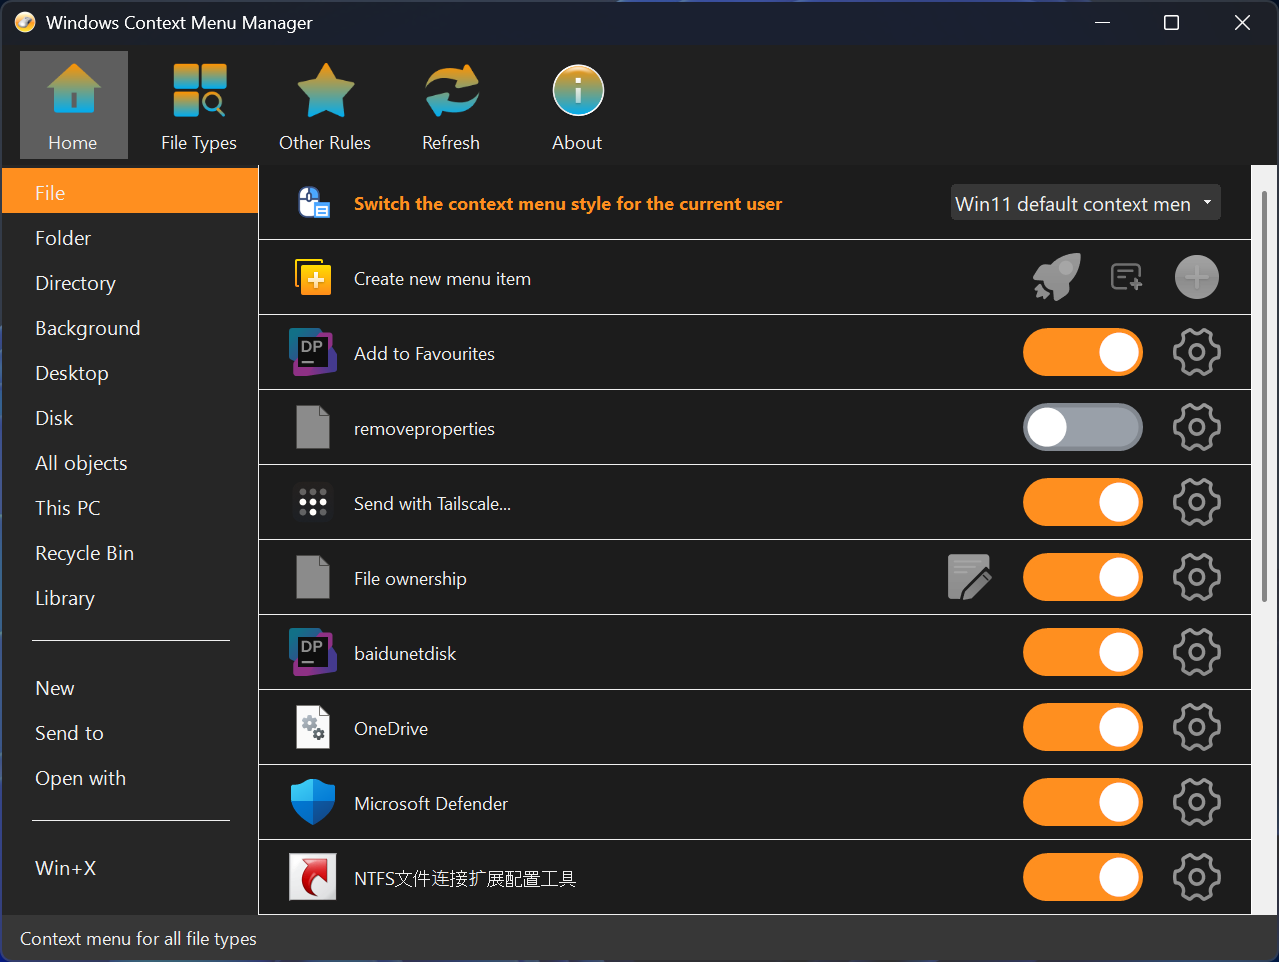 Windows Context Menu Manager
Home
File Types
Other Rules
Refresh
About
File
Folder
Directory
Background
Desktop
Disk
All objects
This PC
Recycle Bin
Library
New
Send to
Open with
Win+X
Switch the context menu style for the current user
Win11 default context men
Create new menu item
DP
Add to Favourites
removeproperties
Send with Tailscale...
File ownership
DP
baidunetdisk
OneDrive
Microsoft Defender
NTFS文件连接扩展配置工具
Context menu for all file types